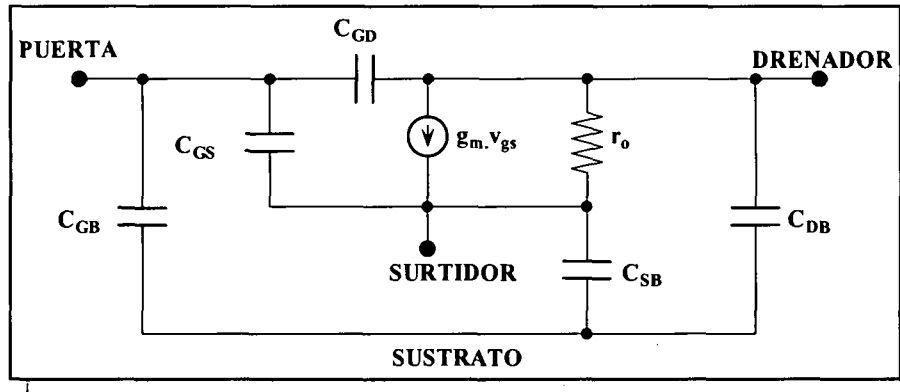 C_GD
PUERTA
DRENADOR
C_GS
g_m.v_gs
r_o
C_GB
C_DB
SURTIDOR
C_SB
SUSTRATO